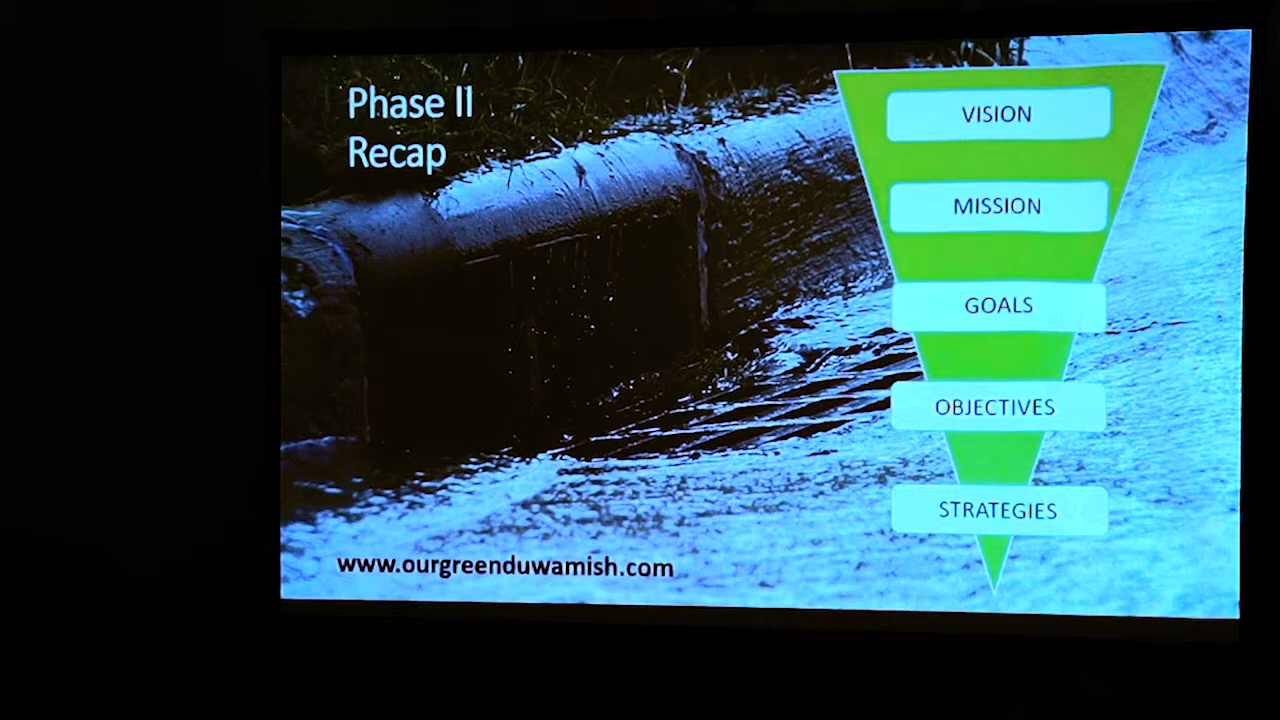 Phase II
Recap
VISION
MISSION
GOALS
OBJECTIVES
STRATEGIES
www.ourgreenduwamish.com